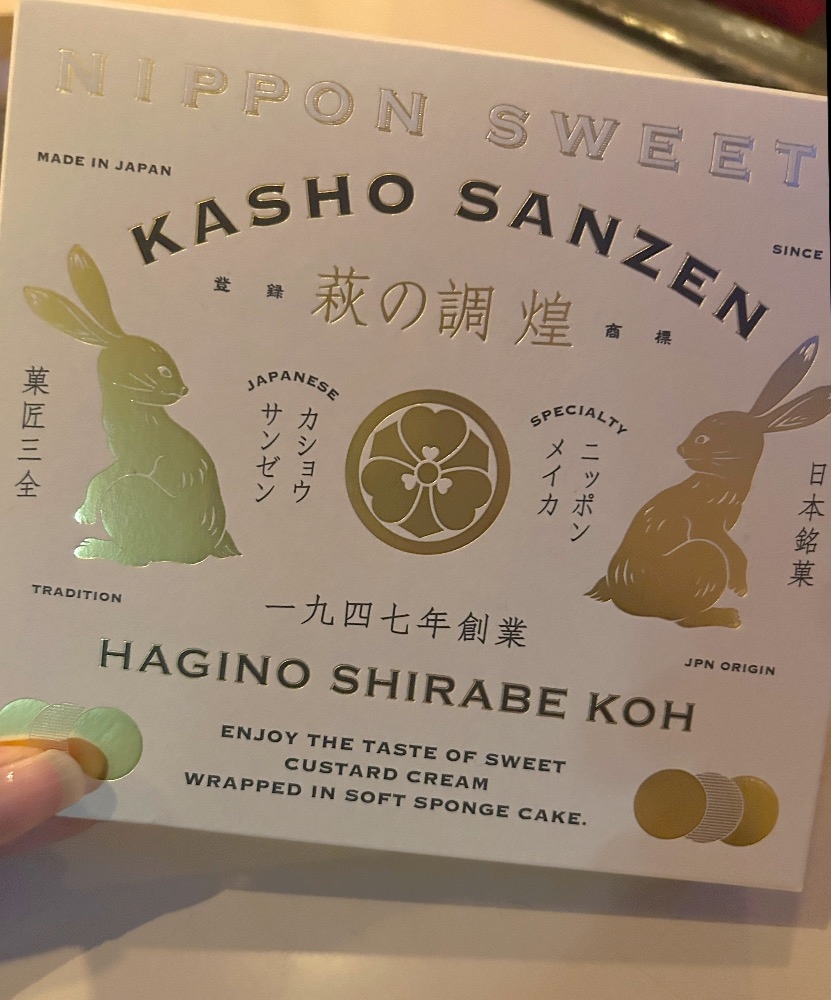 NIPPON SWEET
MADE IN JAPAN
KASHO SANZEN
SINCE
登録 萩の調 煌 商標
菓匠三全
JAPANESE
カショウ
サンゼン
SPECIALTY
ニッポン
メイカ
日本銘菓
TRADITION
一九四七年創業
JPN ORIGIN
HAGINO SHIRABE KOH
ENJOY THE TASTE OF SWEET
CUSTARD CREAM
WRAPPED IN SOFT SPONGE CAKE.